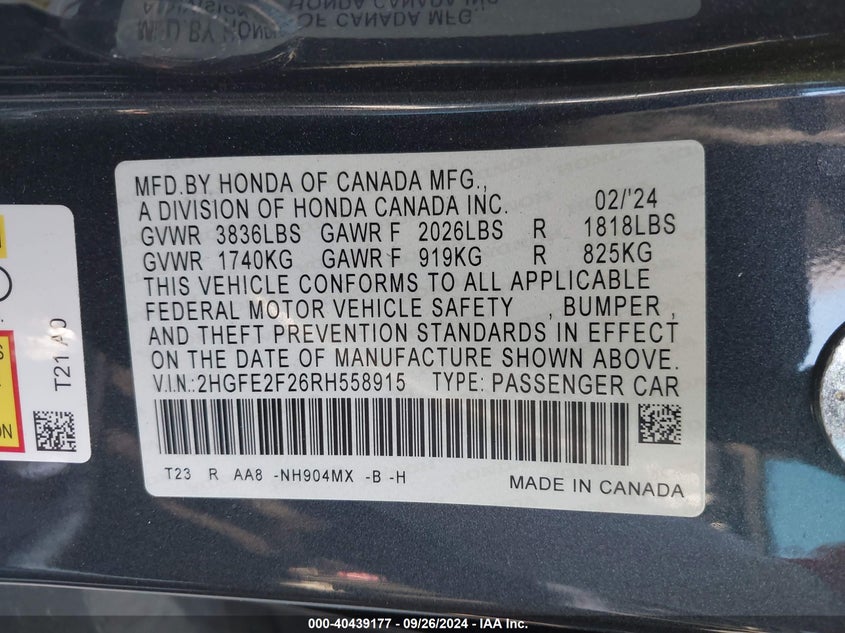 MFD.BY HONDA OF CANADA MFG.,
A DIVISION OF HONDA CANADA INC. 02/'24
GVWR 3836LBS GAWR F 2026LBS R 1818LBS
GVWR 1740KG GAWR F 919KG R 825KG
THIS VEHICLE CONFORMS TO ALL APPLICABLE
FEDERAL MOTOR VEHICLE SAFETY , BUMPER ,
AND THEFT PREVENTION STANDARDS IN EFFECT
ON THE DATE OF MANUFACTURE SHOWN ABOVE.
V.I.N.:2HGFE2F26RH558915 TYPE: PASSENGER CAR
T23 R AA8 -NH904MX -B -H
MADE IN CANADA
T21 A0
000-40439177 - 09/26/2024 - IAA Inc.